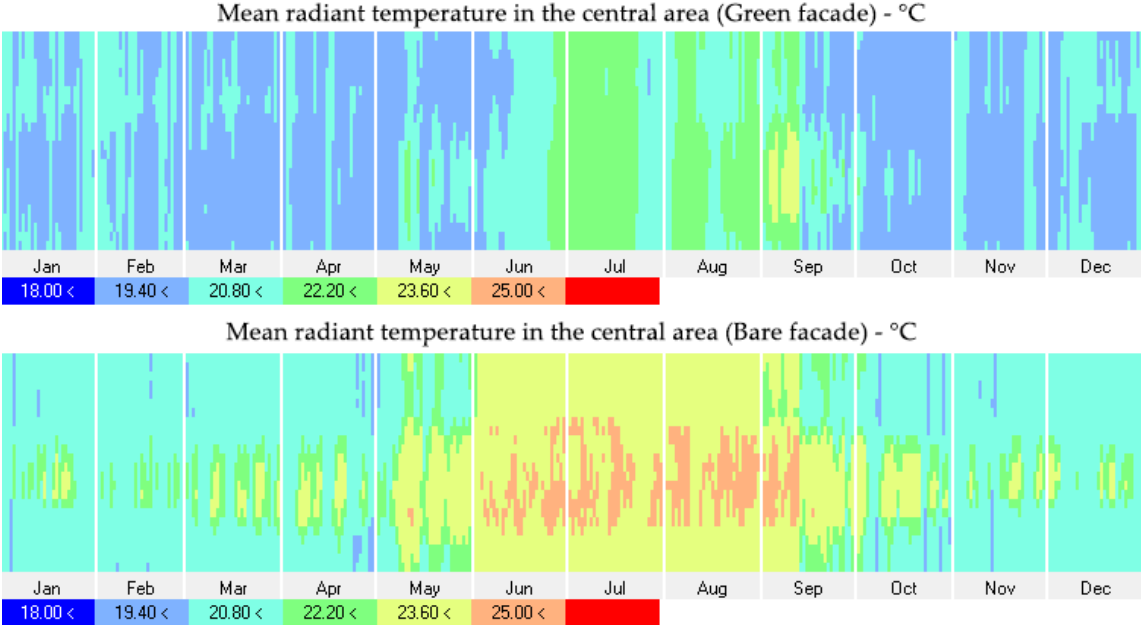 Mean radiant temperature in the central area (Green facade) - °C
Jan Feb Mar Apr May Jun Jul Aug Sep Oct Nov Dec
18.00 < 19.40 < 20.80 < 22.20 < 23.60 < 25.00 <
Mean radiant temperature in the central area (Bare facade) - °C
Jan Feb Mar Apr May Jun Jul Aug Sep Oct Nov Dec
18.00 < 19.40 < 20.80 < 22.20 < 23.60 < 25.00 <